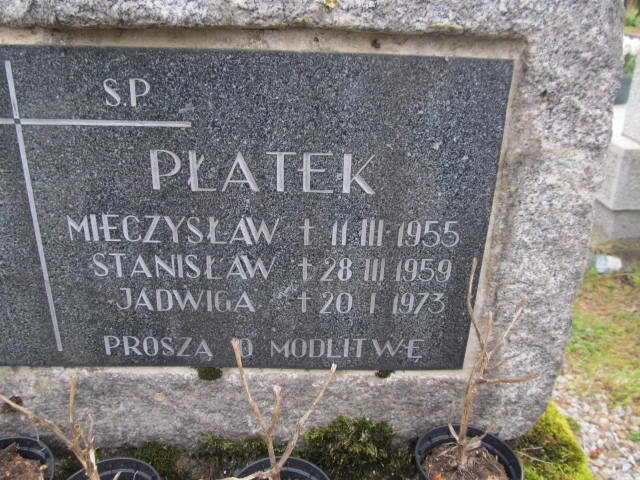 S.P
PŁATEK
MIECZYSŁAW † 11 III 1955
STANISŁAW † 28 III 1959
JADWIGA † 20 I 1973
PROSZĄ O MODLITWĘ